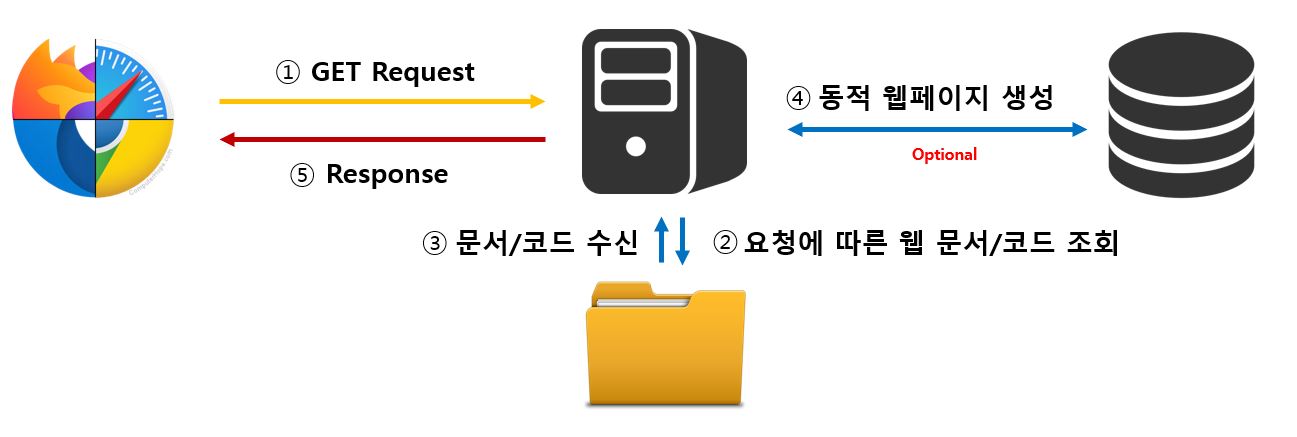 ① GET Request
④ 동적 웹페이지 생성
Optional
⑤ Response
③ 문서/코드 수신
② 요청에 따른 웹 문서/코드 조회